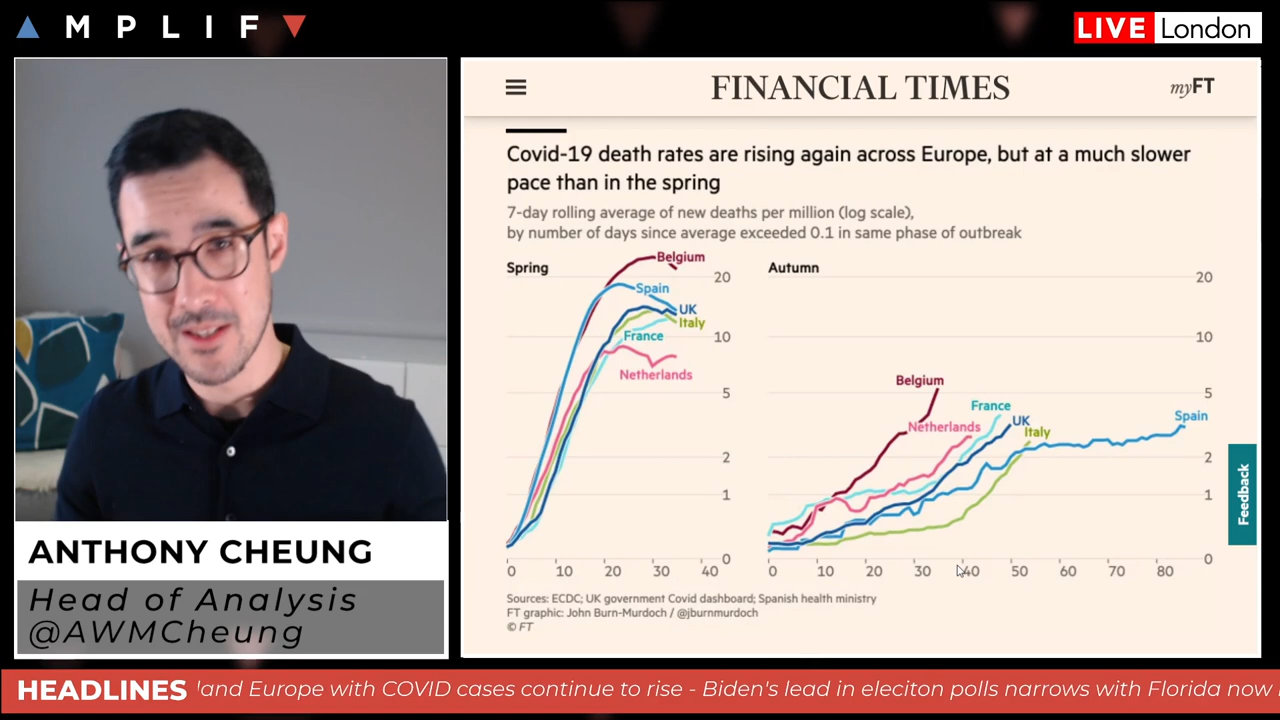 AMPLIFY
LIVE London
FINANCIAL TIMES
myFT
Covid-19 death rates are rising again across Europe, but at a much slower
pace than in the spring
7-day rolling average of new deaths per million (log scale),
by number of days since average exceeded 0.1 in same phase of outbreak
Spring
Belgium
Spain
UK
Italy
France
Netherlands
20
10
5
2
1
0
0 10 20 30 40
Autumn
Belgium
Netherlands
France
UK
Italy
Spain
20
10
5
2
1
0
0 10 20 30 40 50 60 70 80
Feedback
Sources: ECDC; UK government Covid dashboard; Spanish health ministry
FT graphic: John Burn-Murdoch / @jburnmurdoch
© FT
ANTHONY CHEUNG
Head of Analysis
@AWMCheung
HEADLINES
and Europe with COVID cases continue to rise - Biden's lead in eleciton polls narrows with Florida now